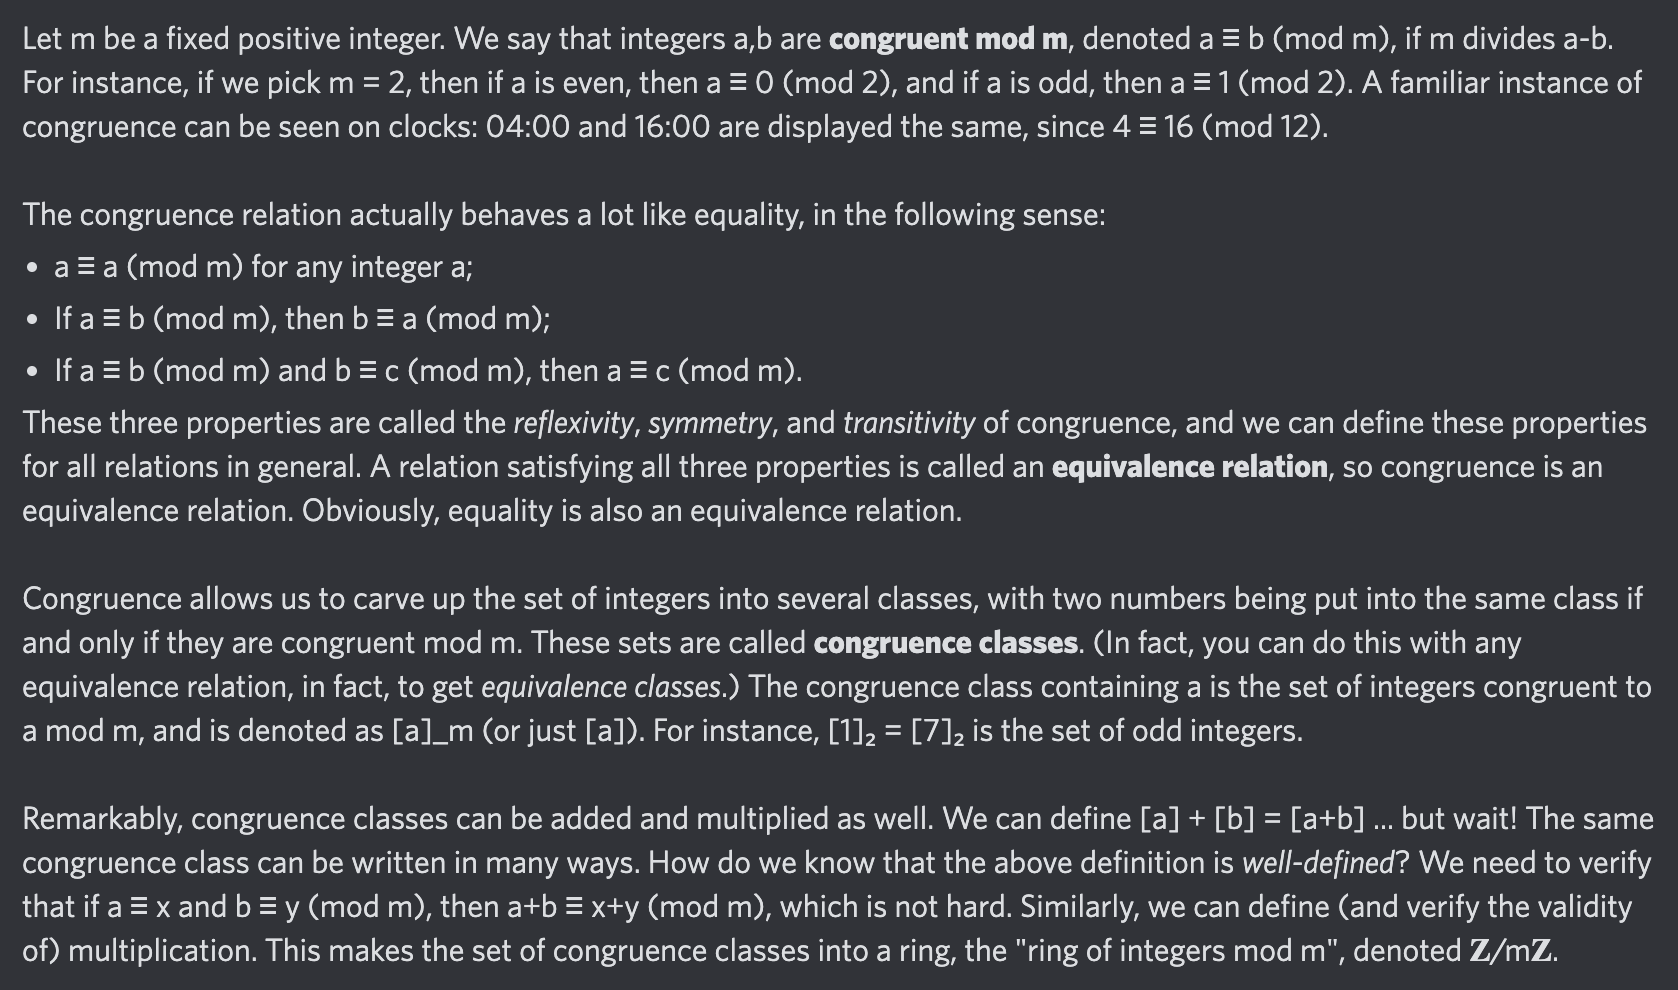 Let m be a fixed positive integer. We say that integers a,b are congruent mod m, denoted a ≡ b (mod m), if m divides a-b.
For instance, if we pick m = 2, then if a is even, then a ≡ 0 (mod 2), and if a is odd, then a ≡ 1 (mod 2). A familiar instance of
congruence can be seen on clocks: 04:00 and 16:00 are displayed the same, since 4 ≡ 16 (mod 12).
The congruence relation actually behaves a lot like equality, in the following sense:
• a ≡ a (mod m) for any integer a;
• If a ≡ b (mod m), then b ≡ a (mod m);
• If a ≡ b (mod m) and b ≡ c (mod m), then a ≡ c (mod m).
These three properties are called the reflexivity, symmetry, and transitivity of congruence, and we can define these properties
for all relations in general. A relation satisfying all three properties is called an equivalence relation, so congruence is an
equivalence relation. Obviously, equality is also an equivalence relation.
Congruence allows us to carve up the set of integers into several classes, with two numbers being put into the same class if
and only if they are congruent mod m. These sets are called congruence classes. (In fact, you can do this with any
equivalence relation, in fact, to get equivalence classes.) The congruence class containing a is the set of integers congruent to
a mod m, and is denoted as [a]_m (or just [a]). For instance, [1]₂ = [7]₂ is the set of odd integers.
Remarkably, congruence classes can be added and multiplied as well. We can define [a] + [b] = [a+b] ... but wait! The same
congruence class can be written in many ways. How do we know that the above definition is well-defined? We need to verify
that if a ≡ x and b ≡ y (mod m), then a+b ≡ x+y (mod m), which is not hard. Similarly, we can define (and verify the validity
of) multiplication. This makes the set of congruence classes into a ring, the "ring of integers mod m", denoted 𝐙/m𝐙.